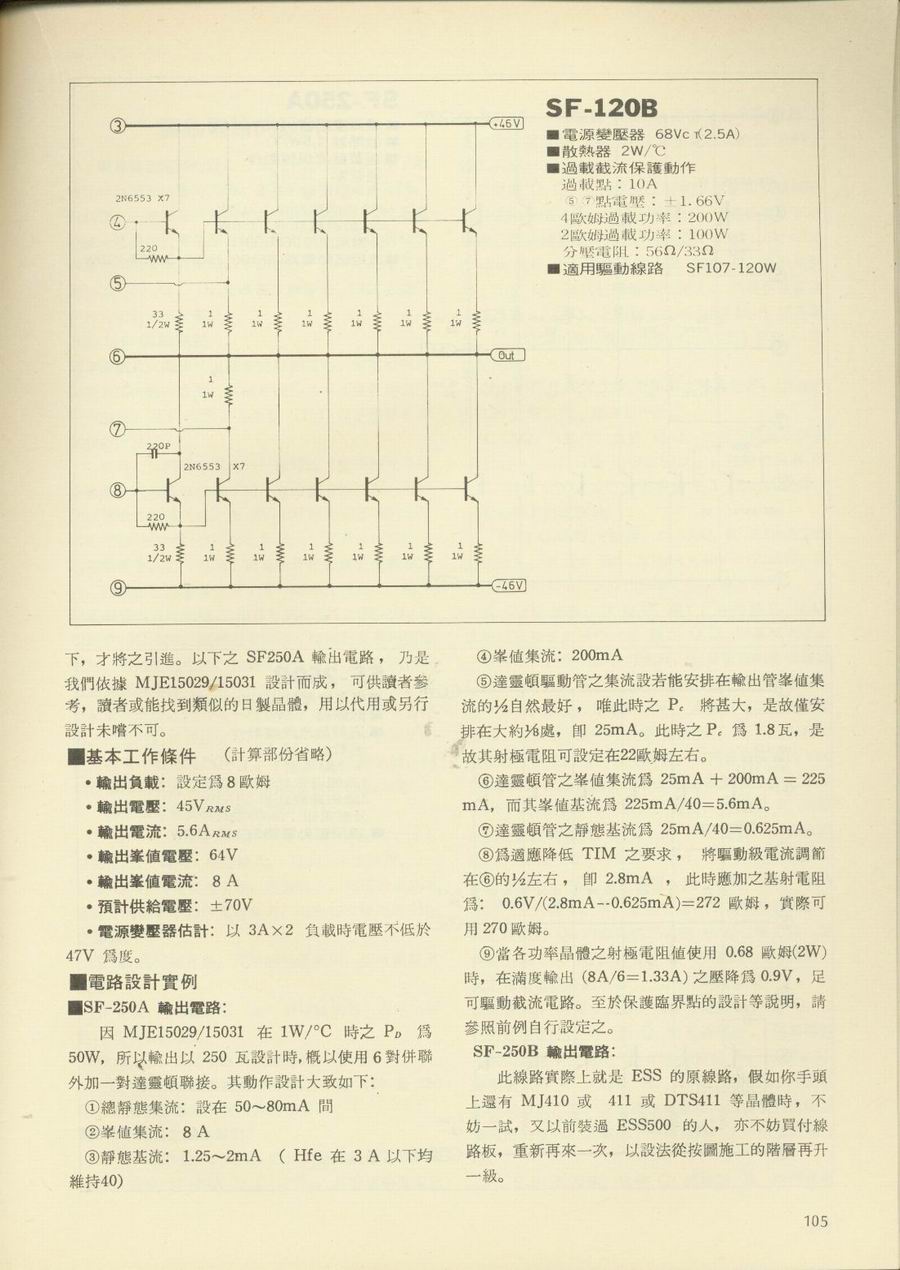 SF-120B
■電源變壓器 68VCT(2.5A)
■散熱器 2W/℃
■過載截流保護動作
過載點：10A
⑤ ⑦點電壓：±1.66V
4歐姆過載功率：200W
2歐姆過載功率：100W
分壓電阻：56Ω/33Ω
■適用驅動線路 SF107-120W
③
+46V
2N6553 X7
④
220
⑤
33 1 1 1 1 1 1
1/2W 1W 1W 1W 1W 1W 1W
⑥
Out
1
1W
⑦
220P
2N6553 X7
⑧
220
33 1 1 1 1 1 1
1/2W 1W 1W 1W 1W 1W 1W
⑨
-46V
下，才將之引進。以下之 SF250A 輸出電路， 乃是
我們依據 MJE15029/15031 設計而成， 可供讀者參
考，讀者或能找到類似的日製品體，用以代用或另行
設計未嚐不可。
■基本工作條件 （計算部份省略）
•輸出負載：設定爲 8 歐姆
•輸出電壓：45VRMS
•輸出電流：5.6ARMS
•輸出峯値電壓：64V
•輸出峯値電流： 8 A
•預計供給電壓：±70V
•電源變壓器估計：以 3A×2 負載時電壓不低於
47V 爲度。
■電路設計實例
■SF-250A 輸出電路：
因 MJE15029/15031 在 1W/°C 時之 PD 爲
50W，所以輸出以 250 瓦設計時,概以使用 6 對併聯
外加一對達靈頓聯接。其動作設計大致如下：
①總靜態集流：設在 50～80mA 間
②峯値集流： 8 A
③靜態基流：1.25～2mA （ Hfe 在 3 A 以下均
維持40)
④峯値集流：200mA
⑤達靈頓驅動管之集流設若能安排在輸出管峯値集
流的½自然最好， 唯此時之 Pc 將甚大，是故僅安
排在大約⅛處，卽 25mA。此時之 Pc 爲 1.8瓦，是
故其射極電阻可設定在22歐姆左右。
⑥達靈頓管之峯値集流爲 25mA + 200mA = 225
mA，而其峯値基流爲 225mA/40=5.6mA。
⑦達靈頓管之靜態基流爲 25mA/40=0.625mA。
⑧爲適應降低 TIM 之要求， 將驅動級電流調節
在⑥的½左右， 卽 2.8mA ， 此時應加之基射電阻
爲： 0.6V/(2.8mA--0.625mA)=272 歐姆，實際可
用 270 歐姆。
⑨當各功率晶體之射極電阻値使用 0.68 歐姆(2W)
時，在滿度輸出 (8A/6=1.33A) 之壓降爲 0.9V，足
可驅動截流電路。至於保護臨界點的設計等說明，請
參照前例自行設定之。
SF-250B 輸出電路：
此線路實際上就是 ESS 的原線路，假如你手頭
上還有 MJ410 或 411 或 DTS411 等晶體時，不
妨一試，又以前裝過 ESS500 的人， 亦不妨買付線
路板，重新再來一次，以設法從按圖施工的階層再升
一級。
105